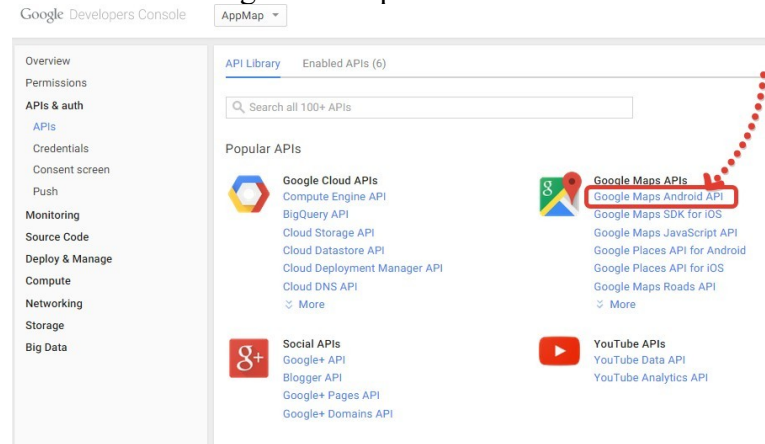 Google Developers Console
AppMap
Overview
Permissions
APIs & auth
APIs
Credentials
Consent screen
Push
Monitoring
Source Code
Deploy & Manage
Compute
Networking
Storage
Big Data
API Library
Enabled APIs (6)
Search all 100+ APIs
Popular APIs
Google Cloud APIs
Compute Engine API
BigQuery API
Cloud Storage API
Cloud Datastore API
Cloud Deployment Manager API
Cloud DNS API
More
8
Google Maps APIs
Google Maps Android API
Google Maps SDK for iOS
Google Maps JavaScript API
Google Places API for Android
Google Places API for iOS
Google Maps Roads API
More
8+
Social APIs
Google+ API
Blogger API
Google+ Pages API
Google+ Domains API
YouTube APIs
YouTube Data API
YouTube Analytics API